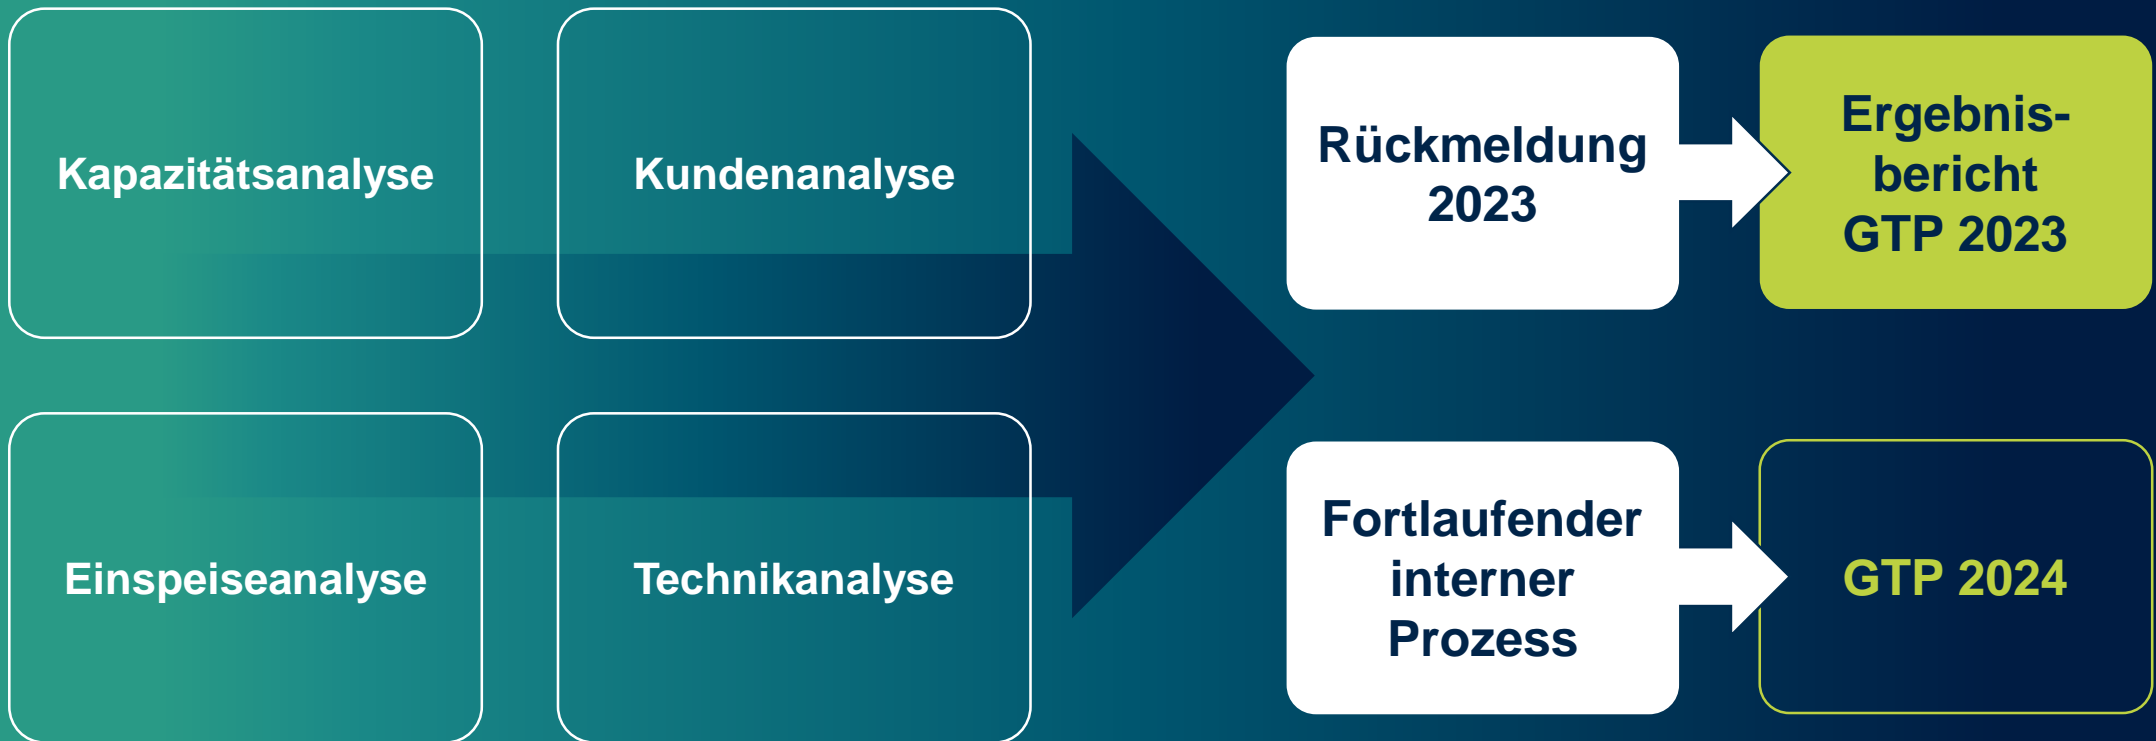 Kapazitätsanalyse
Kundenanalyse
Rückmeldung
2023
Ergebnis-
bericht
GTP 2023
Einspeiseanalyse
Technikanalyse
Fortlaufender
interner
Prozess
GTP 2024